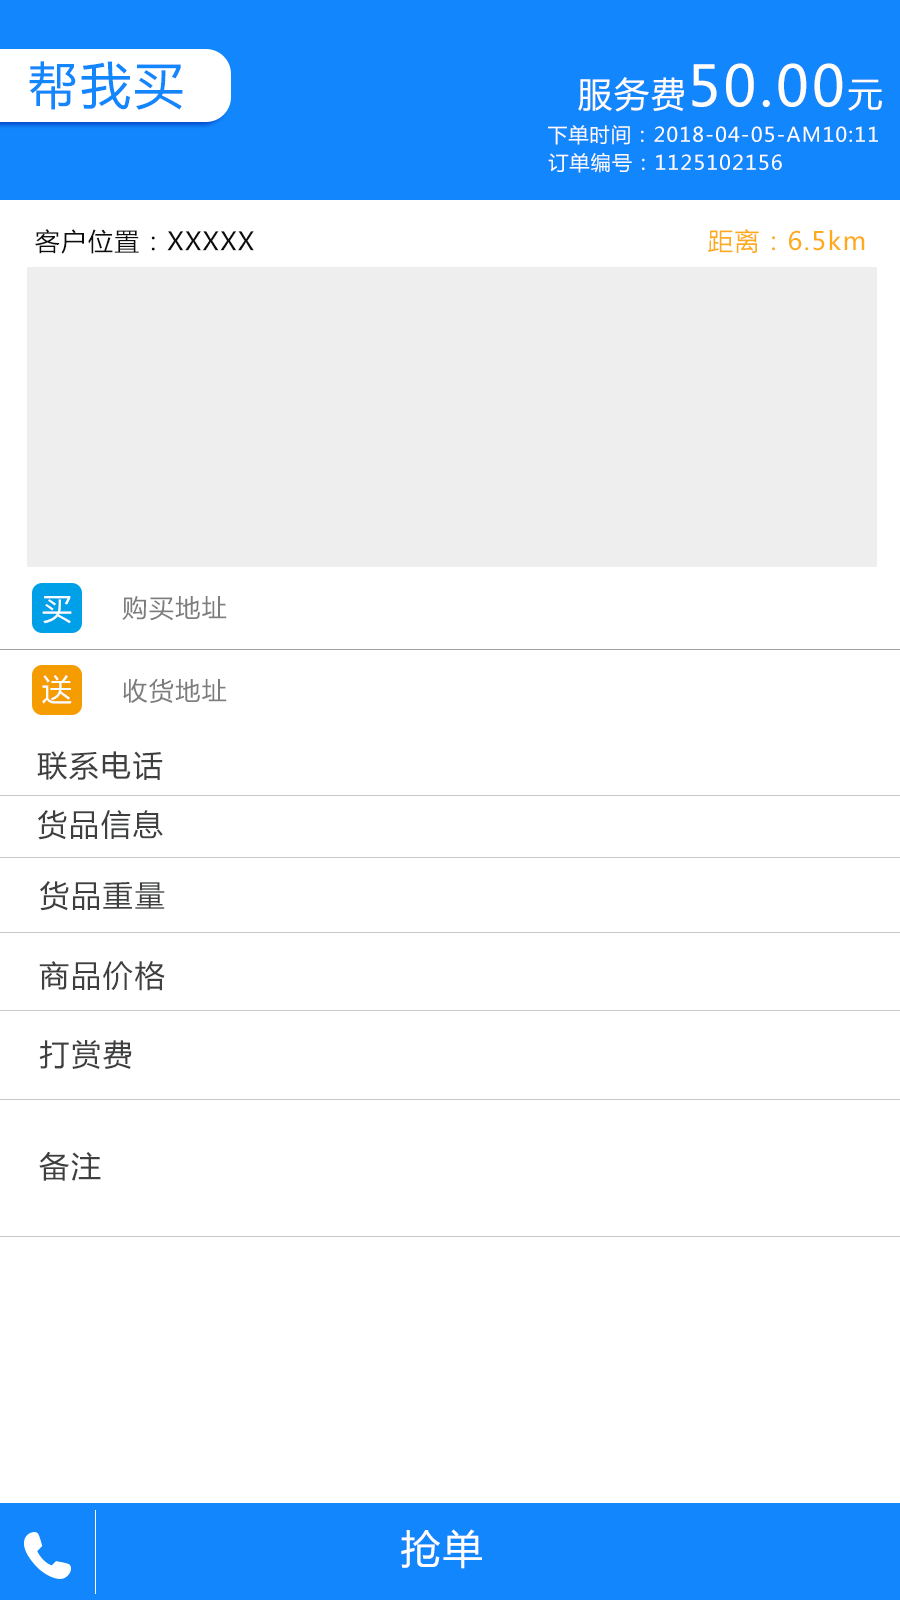 帮我买
服务费50.00元
下单时间：2018-04-05-AM10:11
订单编号：1125102156
客户位置：XXXXX
距离：6.5km
买 购买地址
送 收货地址
联系电话
货品信息
货品重量
商品价格
打赏费
备注
抢单